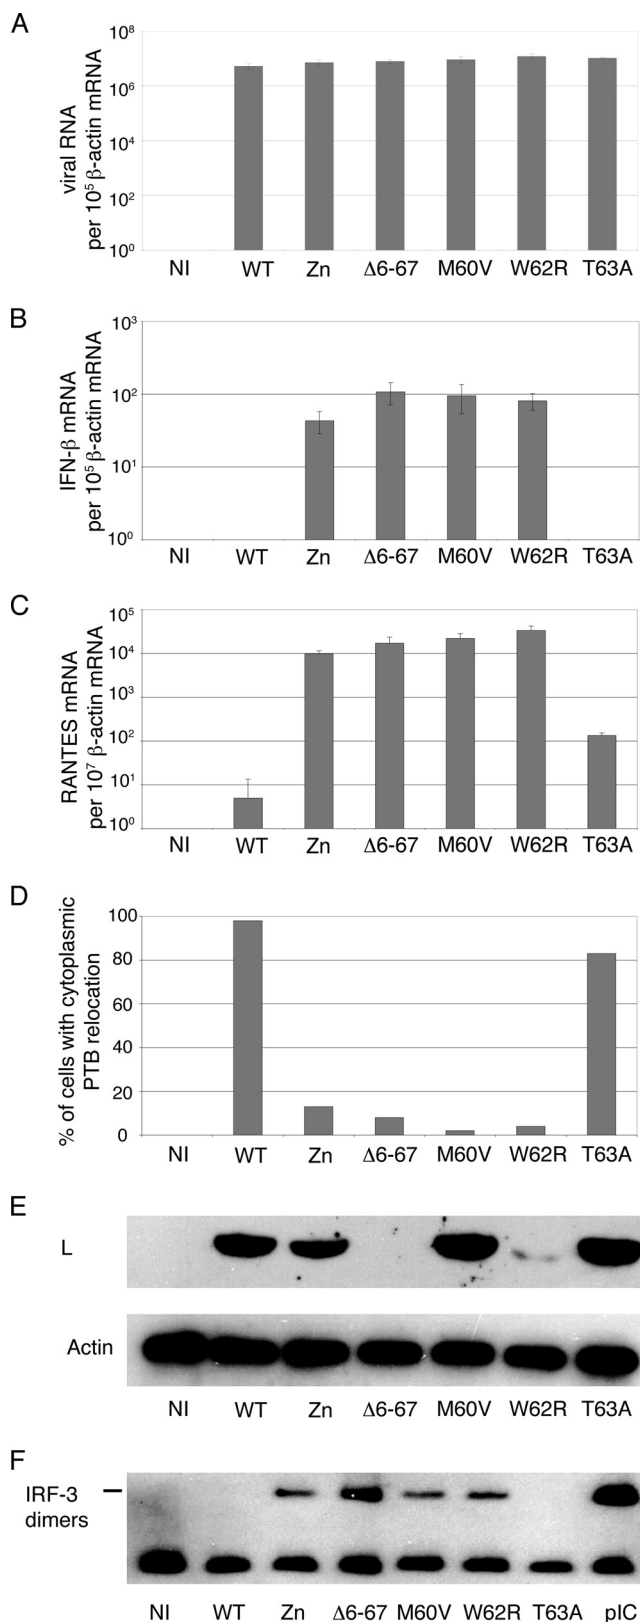 A
viral RNA
per 10⁵ β-actin mRNA
10⁸
10⁶
10⁴
10²
10⁰
NI WT Zn Δ6-67 M60V W62R T63A
B
IFN-β mRNA
per 10⁵ β-actin mRNA
10³
10²
10¹
10⁰
NI WT Zn Δ6-67 M60V W62R T63A
C
RANTES mRNA
per 10⁷ β-actin mRNA
10⁵
10⁴
10³
10²
10¹
10⁰
NI WT Zn Δ6-67 M60V W62R T63A
D
% of cells with cytoplasmic
PTB relocation
100
80
60
40
20
0
NI WT Zn Δ6-67 M60V W62R T63A
E
L
Actin
NI WT Zn Δ6-67 M60V W62R T63A
F
IRF-3
dimers
NI WT Zn Δ6-67 M60V W62R T63A pIC